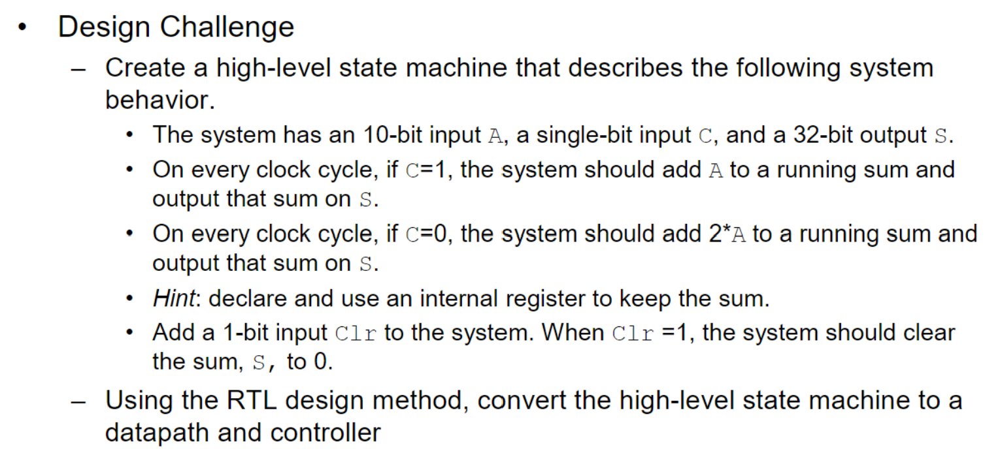 • Design Challenge
– Create a high-level state machine that describes the following system
behavior.
• The system has an 10-bit input A, a single-bit input C, and a 32-bit output S.
• On every clock cycle, if C=1, the system should add A to a running sum and
output that sum on S.
• On every clock cycle, if C=0, the system should add 2*A to a running sum and
output that sum on S.
• Hint: declare and use an internal register to keep the sum.
• Add a 1-bit input Clr to the system. When Clr =1, the system should clear
the sum, S, to 0.
– Using the RTL design method, convert the high-level state machine to a
datapath and controller